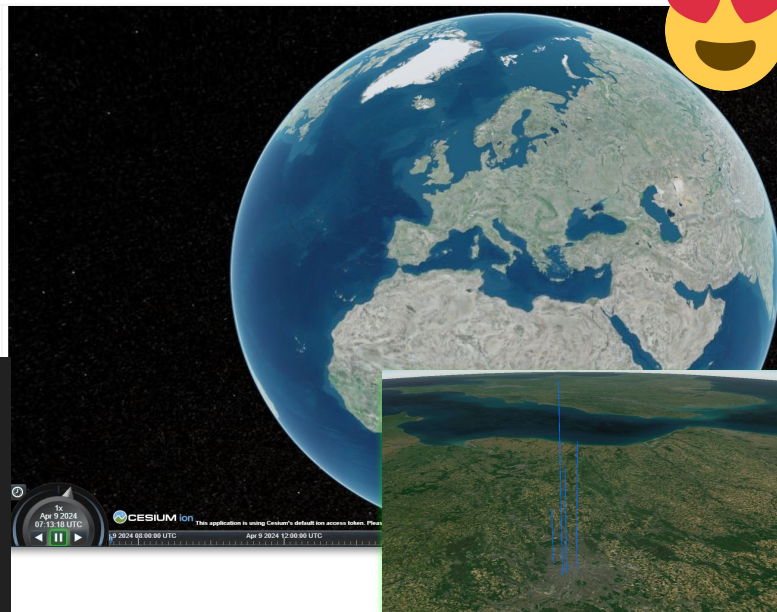 1x
Apr 9 2024
07:13:18 UTC
CESIUM ion
This application is using Cesium's default ion access token. Pleas
9 2024 08:00:00 UTC
Apr 9 2024 12:00:00 UTC